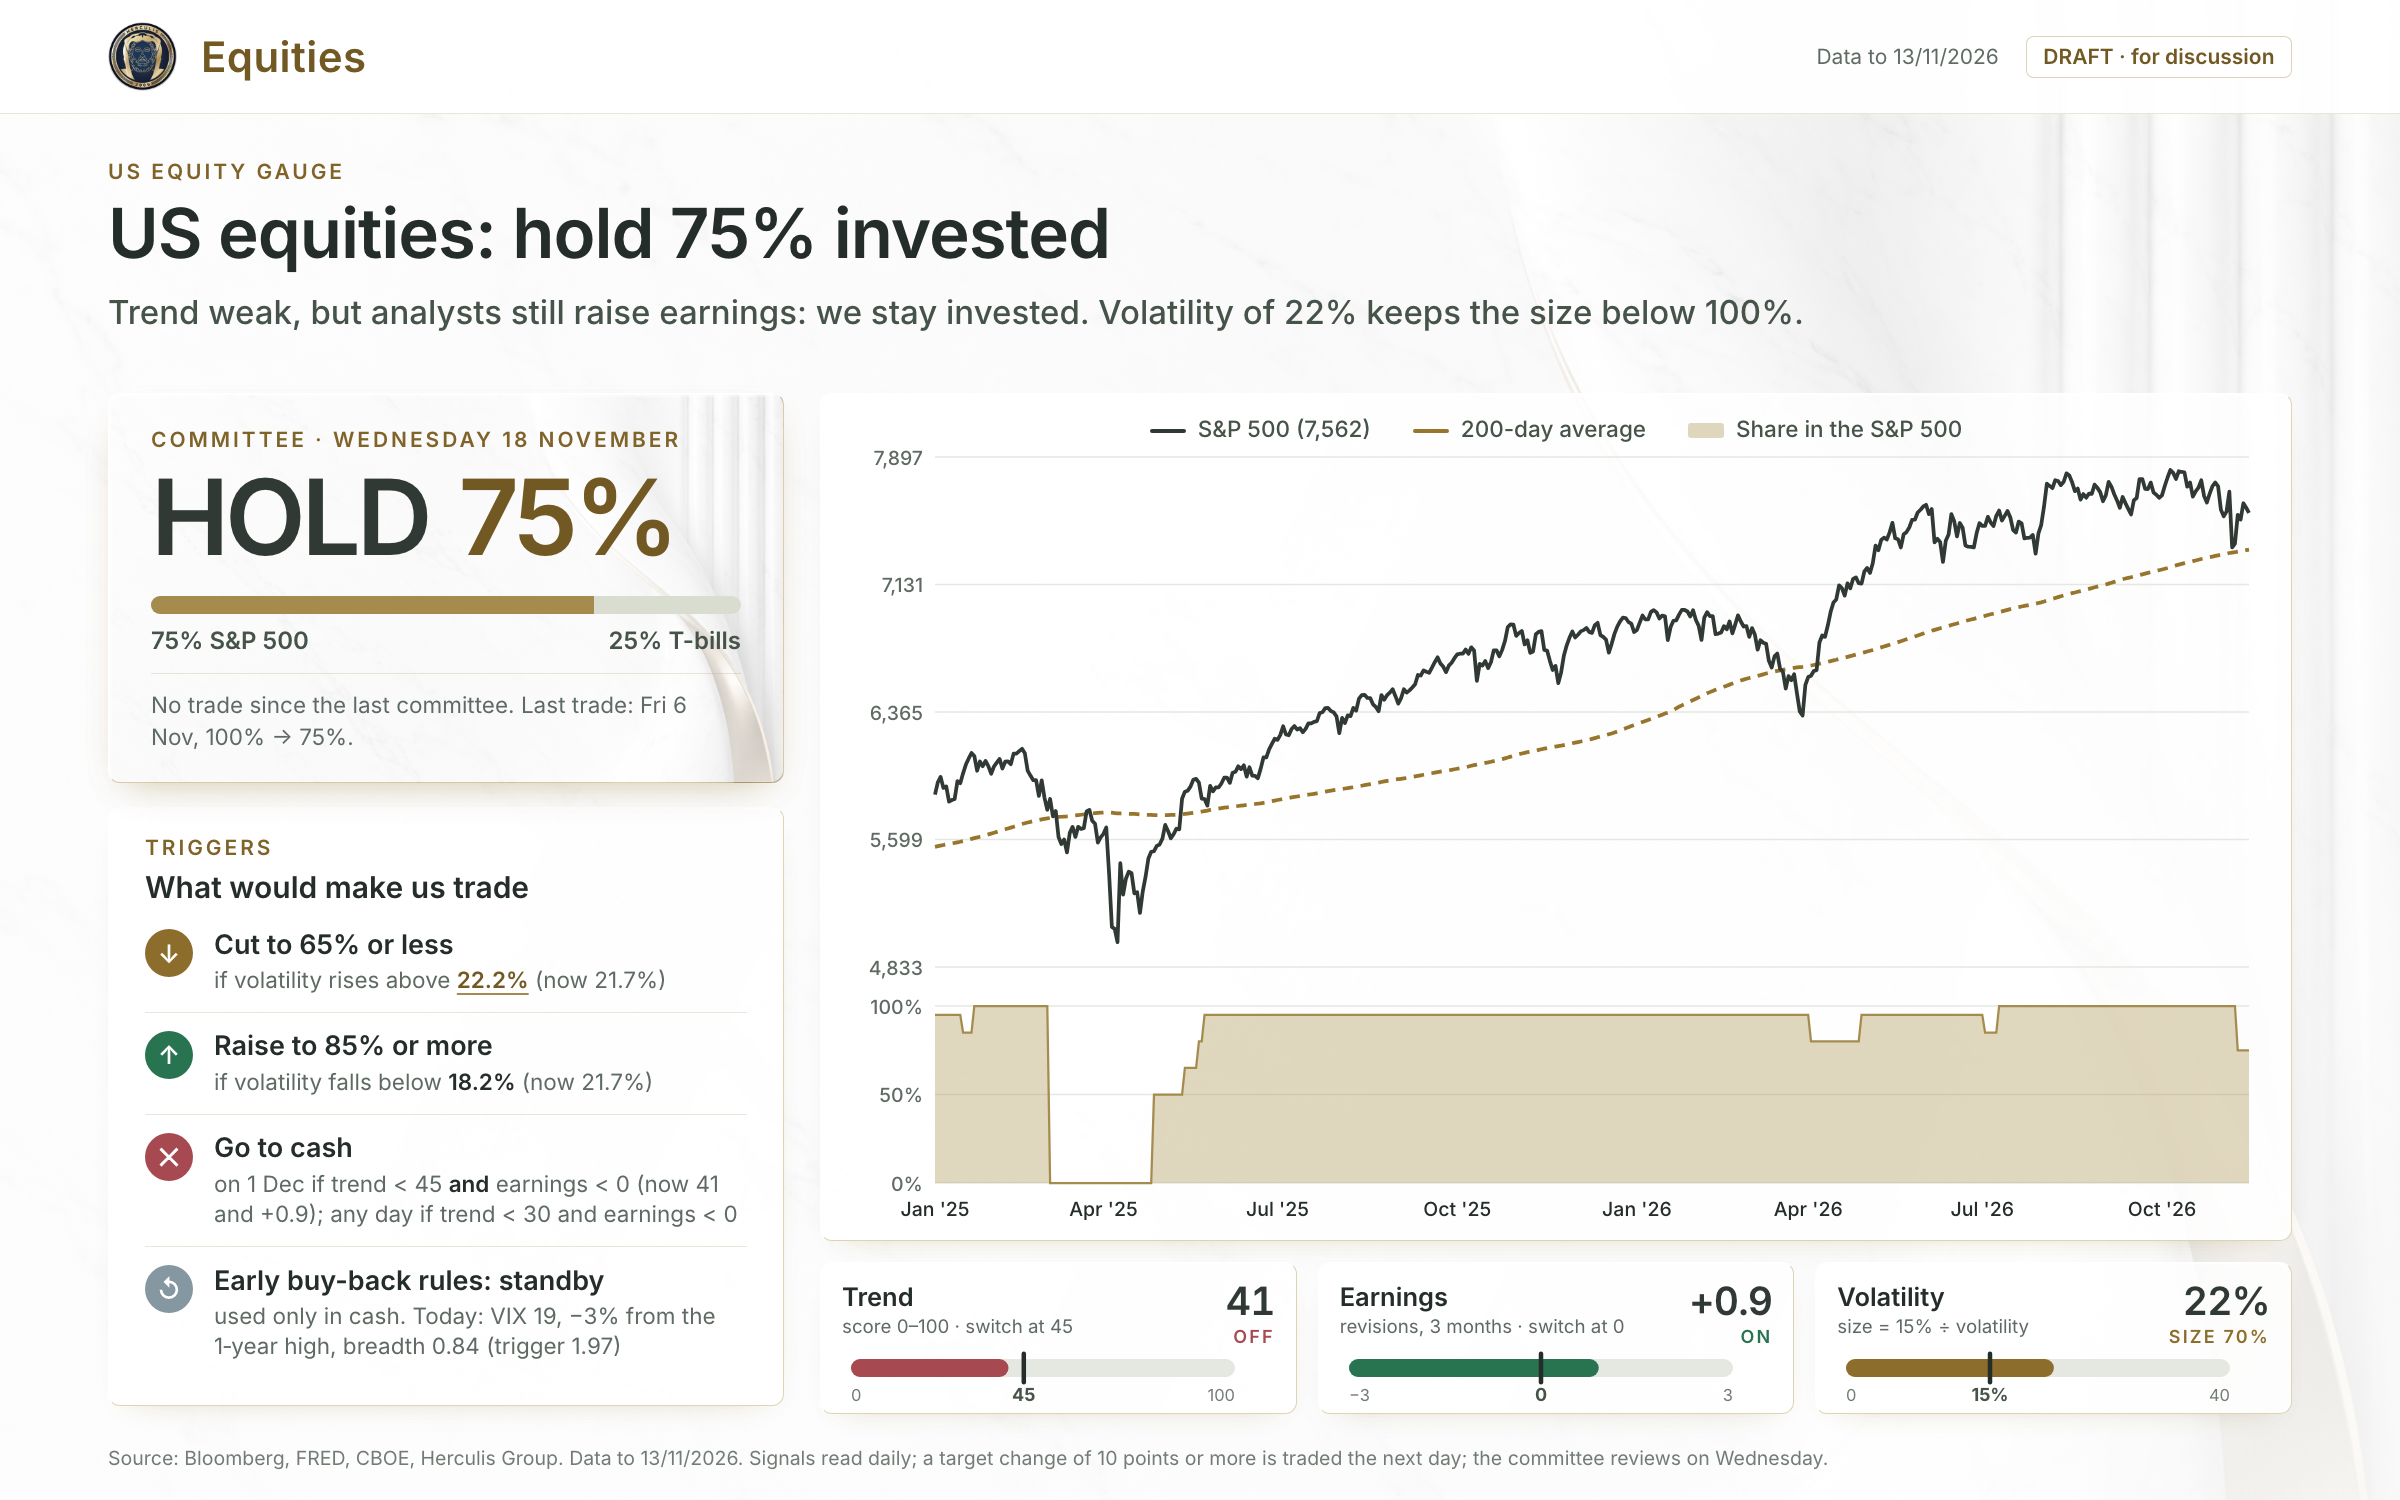 Equities
Data to 13/11/2026
DRAFT · for discussion
US EQUITY GAUGE
US equities: hold 75% invested
Trend weak, but analysts still raise earnings: we stay invested. Volatility of 22% keeps the size below 100%.
COMMITTEE · WEDNESDAY 18 NOVEMBER
HOLD 75%
75% S&P 500
25% T-bills
No trade since the last committee. Last trade: Fri 6
Nov, 100% → 75%.
TRIGGERS
What would make us trade
Cut to 65% or less
if volatility rises above 22.2% (now 21.7%)
Raise to 85% or more
if volatility falls below 18.2% (now 21.7%)
Go to cash
on 1 Dec if trend < 45 and earnings < 0 (now 41
and +0.9); any day if trend < 30 and earnings < 0
Early buy-back rules: standby
used only in cash. Today: VIX 19, −3% from the
1-year high, breadth 0.84 (trigger 1.97)
S&P 500 (7,562)
200-day average
Share in the S&P 500
7,897
7,131
6,365
5,599
4,833
100%
50%
0%
Jan '25
Apr '25
Jul '25
Oct '25
Jan '26
Apr '26
Jul '26
Oct '26
Trend
41
score 0–100 · switch at 45
OFF
0
45
100
Earnings
+0.9
revisions, 3 months · switch at 0
ON
−3
0
3
Volatility
22%
size = 15% ÷ volatility
SIZE 70%
0
15%
40
Source: Bloomberg, FRED, CBOE, Herculis Group. Data to 13/11/2026. Signals read daily; a target change of 10 points or more is traded the next day; the committee reviews on Wednesday.